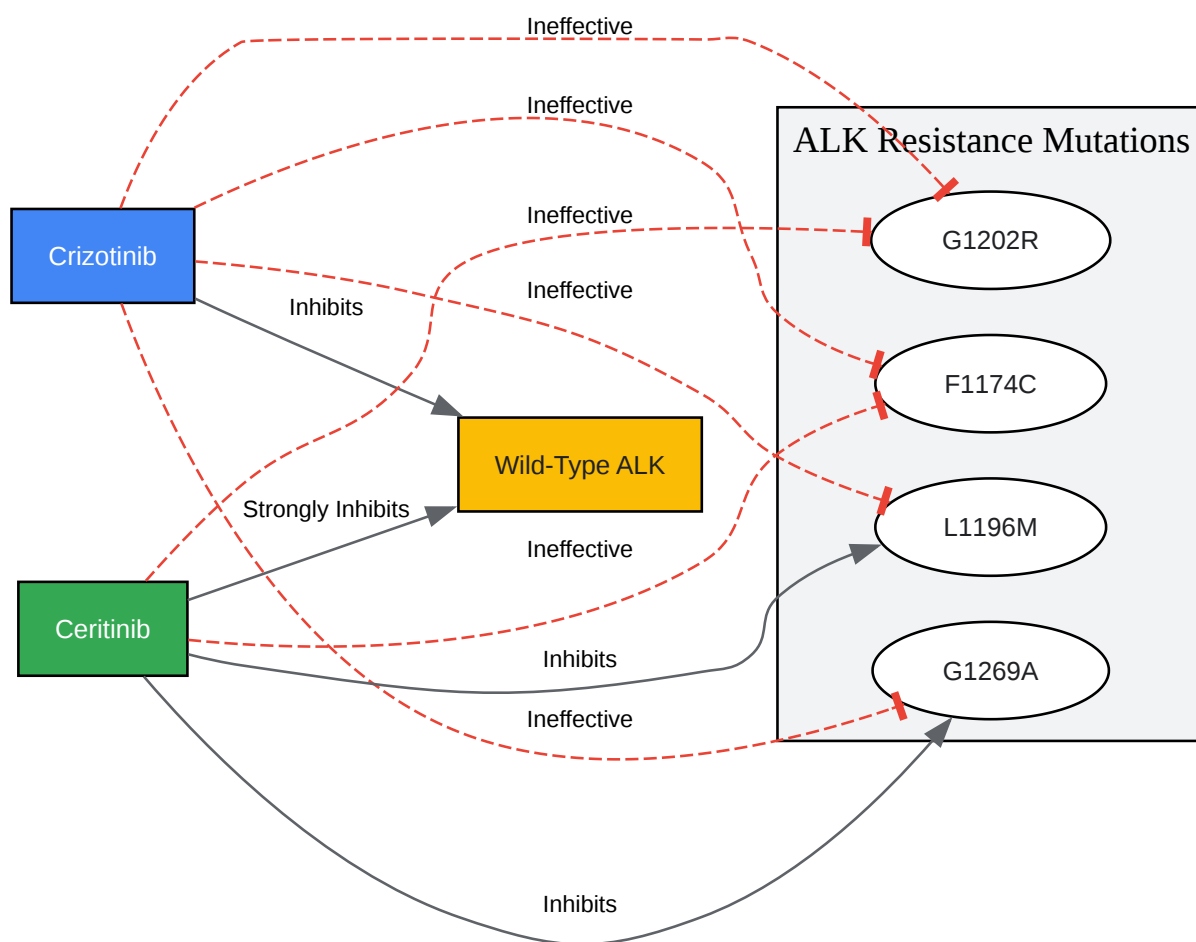 Ineffective
Ineffective
ALK Resistance Mutations
Ineffective
G1202R
Crizotinib
Ineffective
Inhibits
F1174C
Wild-Type ALK
Strongly Inhibits
L1196M
Ineffective
Ceritinib
Inhibits
G1269A
Ineffective
Inhibits